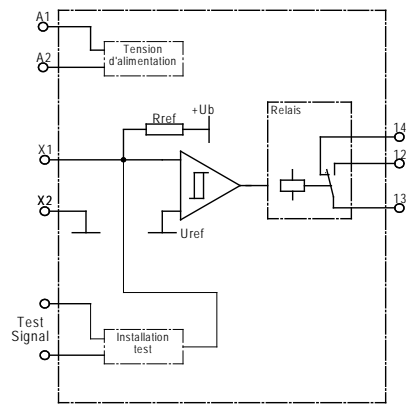 A1
Tension
d'alimentation
A2
+Ub
Rref
Relais
14
X1
12
X2
13
Uref
Test
Signal
Installation
test